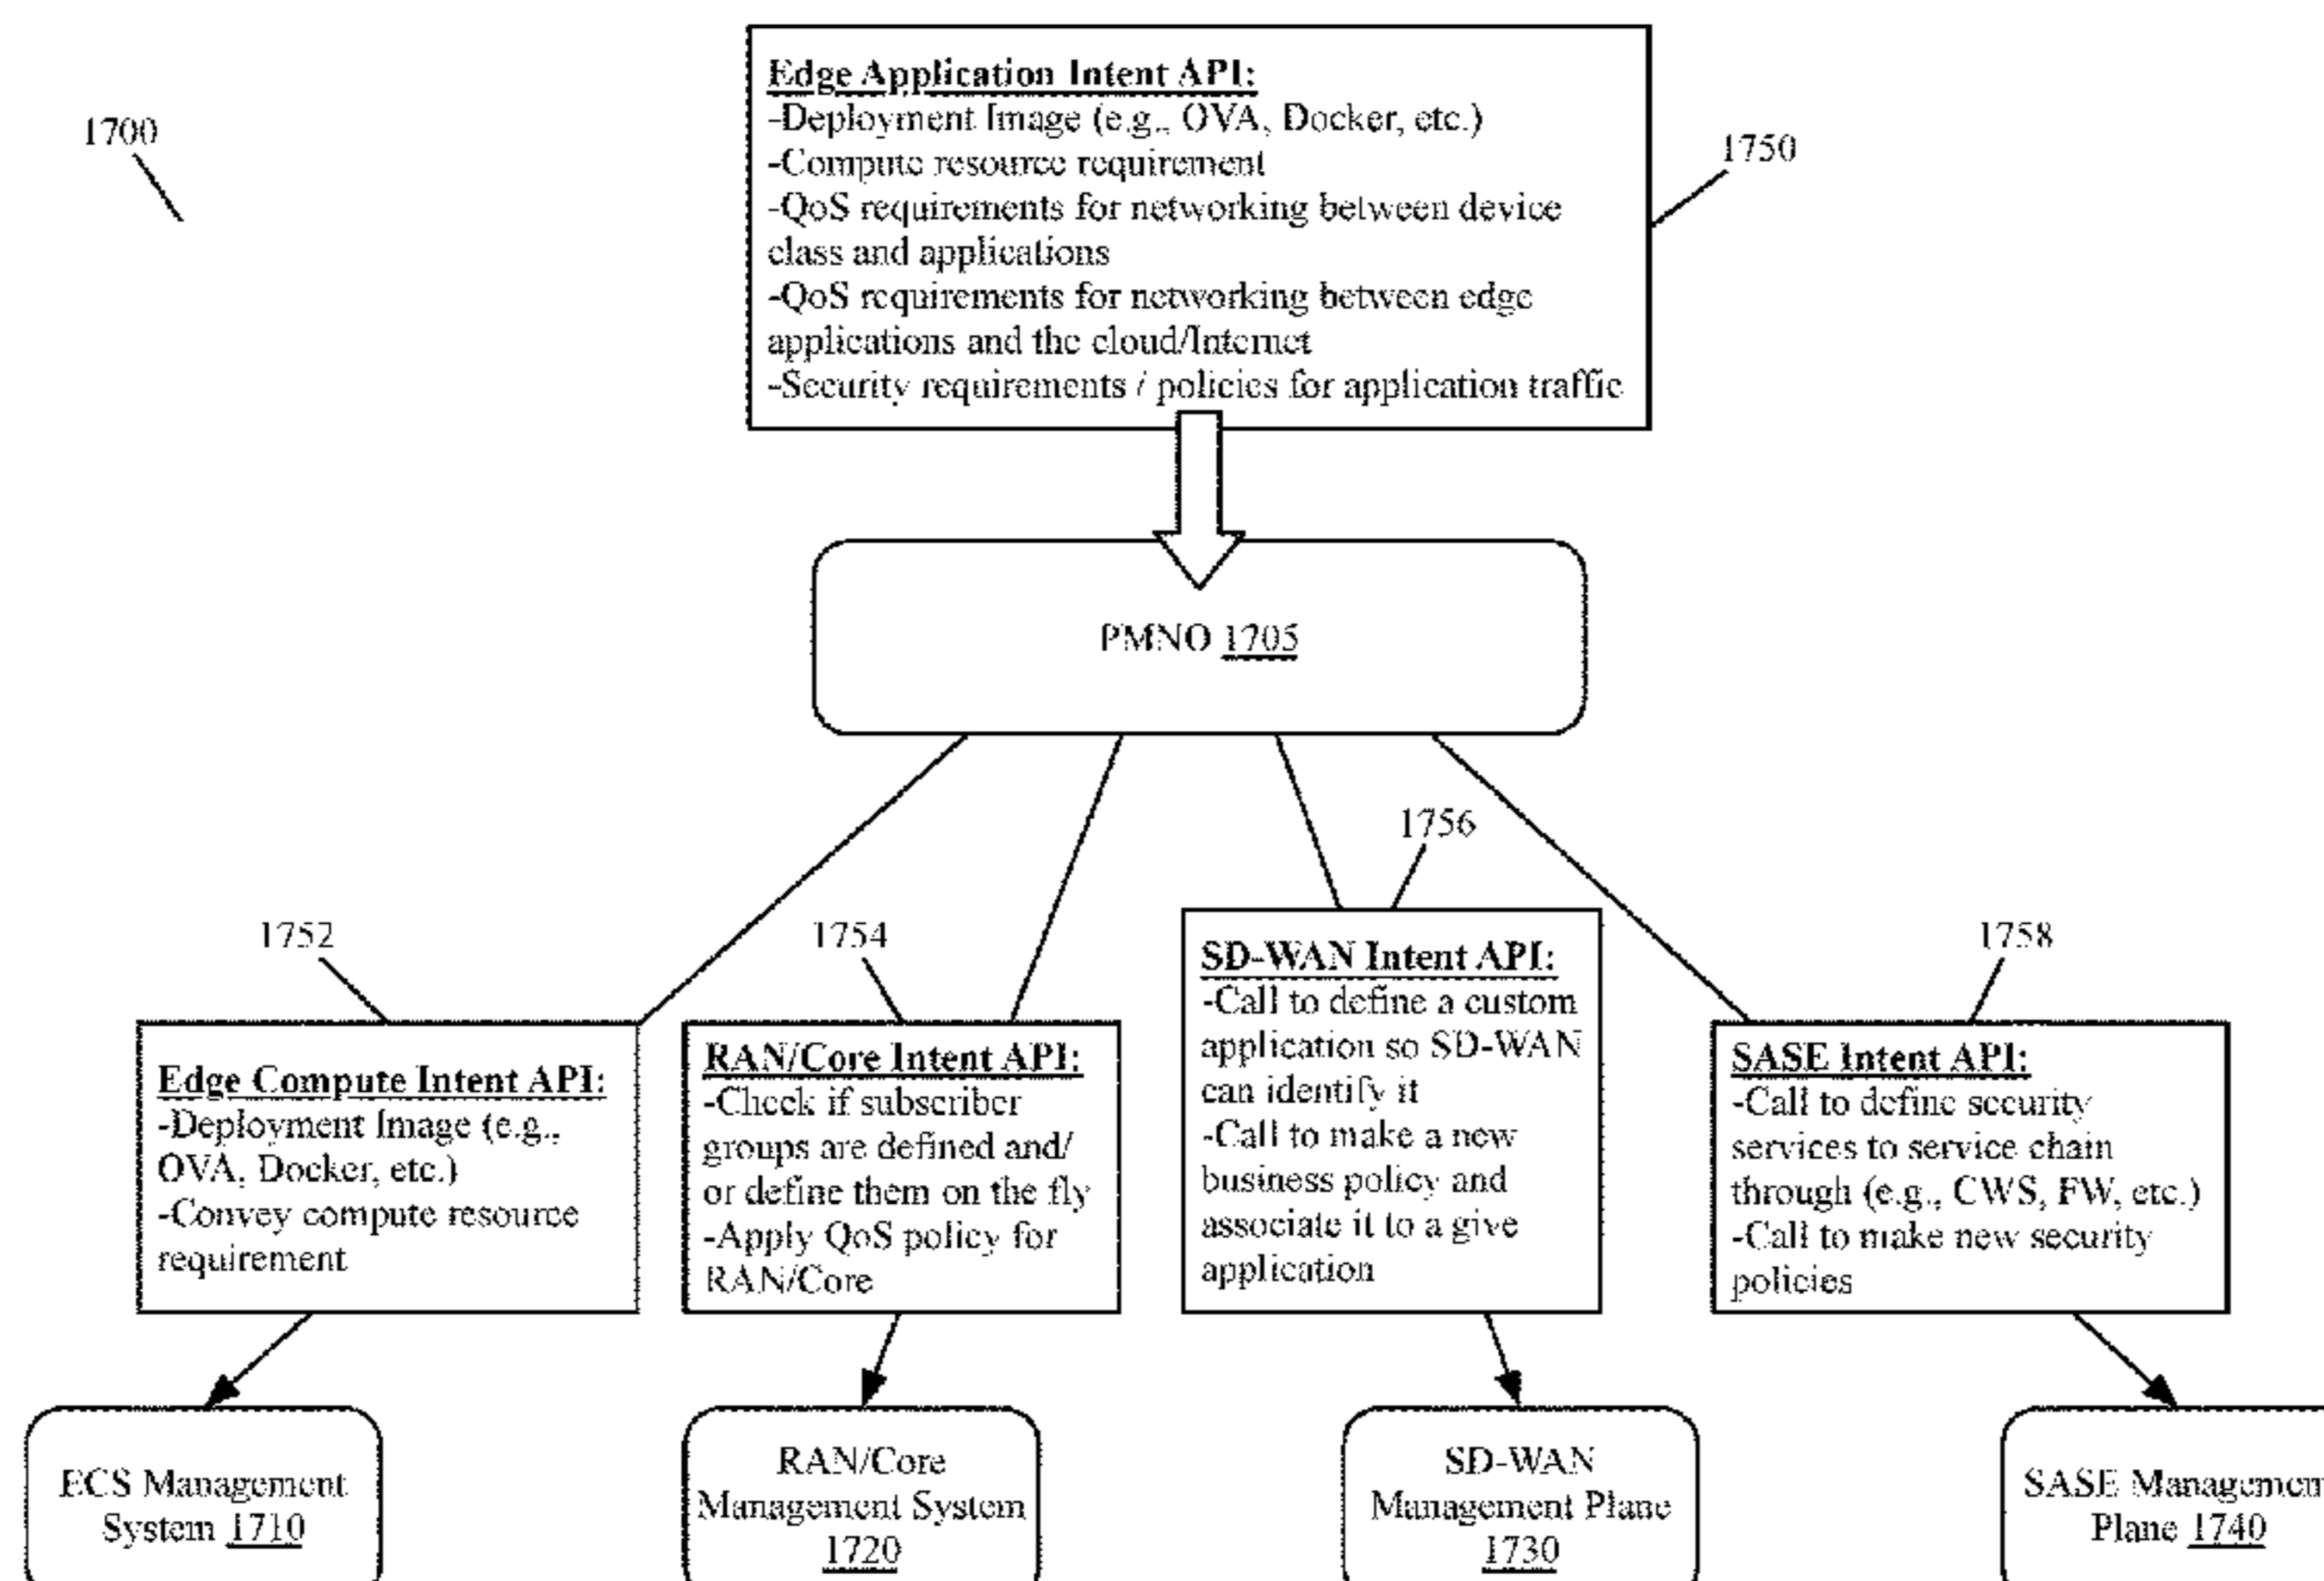 1700
Edge Application Intent API:
-Deployment Image (e.g., OVA, Docker, etc.)
-Compute resource requirement
-QoS requirements for networking between device
class and applications
-QoS requirements for networking between edge
applications and the cloud/Internet
-Security requirements / policies for application traffic
1750
PMNO 1705
1752
Edge Compute Intent API:
-Deployment Image (e.g.,
OVA, Docker, etc.)
-Convey compute resource
requirement
1754
RAN/Core Intent API:
-Check if subscriber
groups are defined and/
or define them on the fly
-Apply QoS policy for
RAN/Core
1756
SD-WAN Intent API:
-Call to define a custom
application so SD-WAN
can identify it
-Call to make a new
business policy and
associate it to a give
application
1758
SASE Intent API:
-Call to define security
services to service chain
through (e.g., CWS, FW, etc.)
-Call to make new security
policies
ECS Management
System 1710
RAN/Core
Management System
1720
SD-WAN
Management Plane
1730
SASE Managemen
Plane 1740